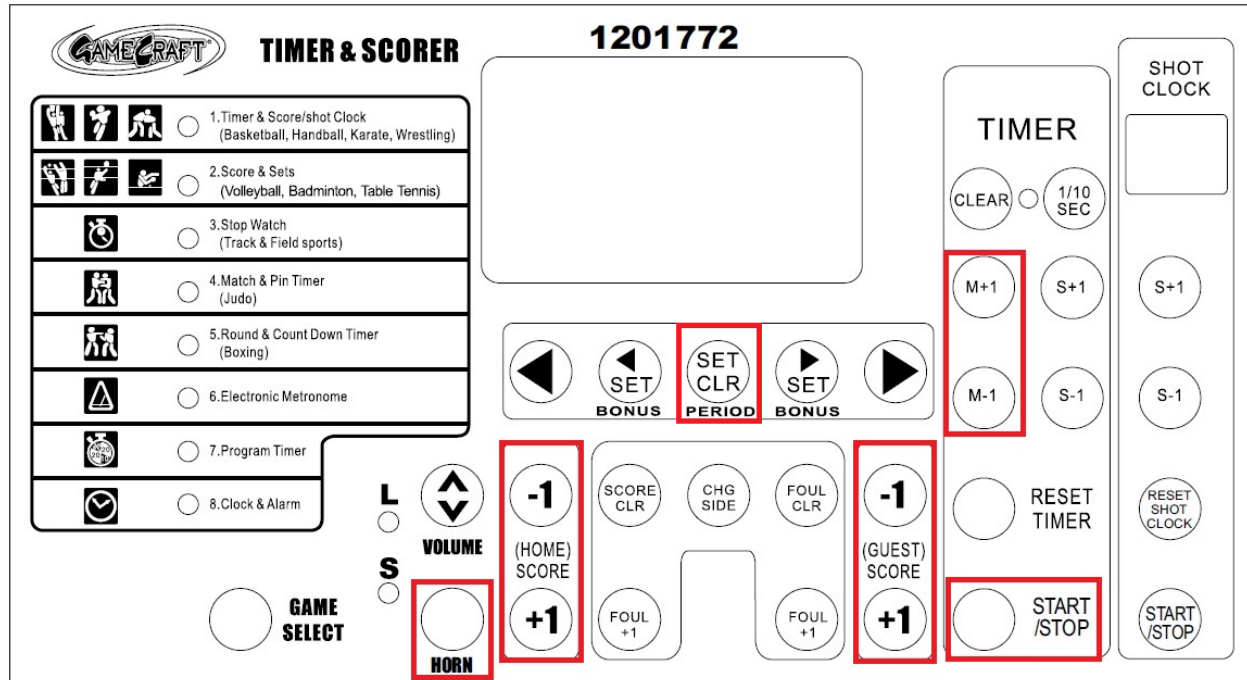 GAMECRAFT®
TIMER & SCORER
1201772
1.Timer & Score/shot Clock
(Basketball, Handball, Karate, Wrestling)
2.Score & Sets
(Volleyball, Badminton, Table Tennis)
3.Stop Watch
(Track & Field sports)
4.Match & Pin Timer
(Judo)
5.Round & Count Down Timer
(Boxing)
6.Electronic Metronome
7.Program Timer
8.Clock & Alarm
GAME
SELECT
L
S
VOLUME
HORN
SET
BONUS
SET
CLR
PERIOD
SET
BONUS
-1
(HOME)
SCORE
+1
SCORE
CLR
CHG
SIDE
FOUL
CLR
FOUL
+1
FOUL
+1
-1
(GUEST)
SCORE
+1
TIMER
CLEAR
1/10
SEC
M+1
S+1
M-1
S-1
RESET
TIMER
START
/STOP
SHOT
CLOCK
S+1
S-1
RESET
SHOT
CLOCK
START
/STOP